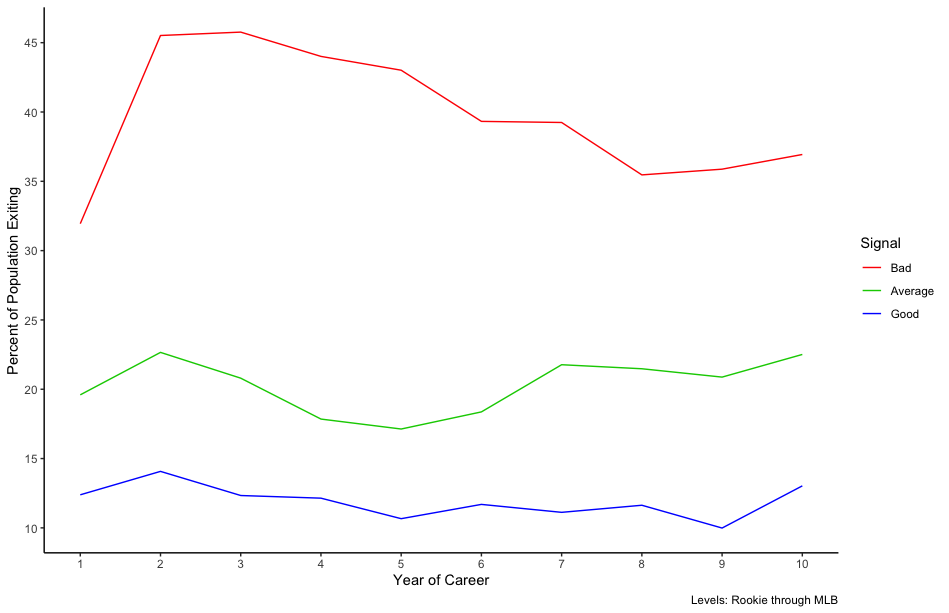 Percent of Population Exiting
45
40
35
30
25
20
15
10
1 2 3 4 5 6 7 8 9 10
Year of Career
Signal
Bad
Average
Good
Levels: Rookie through MLB